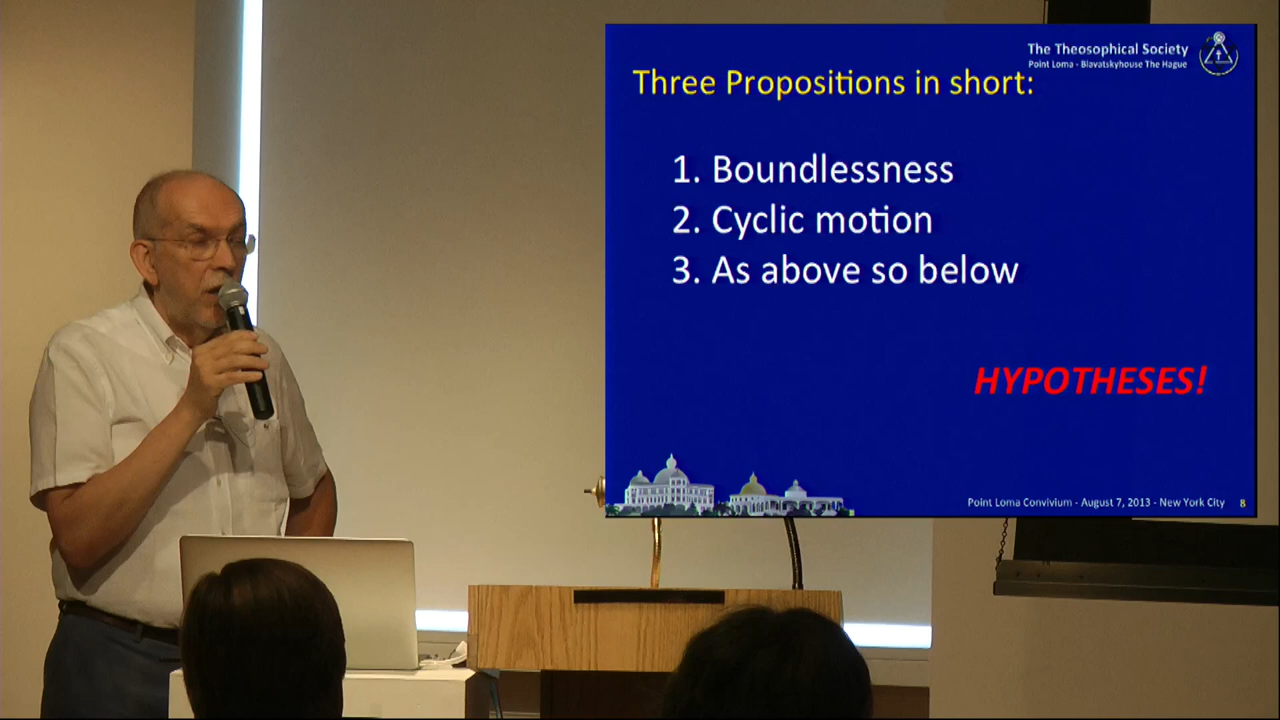 The Theosophical Society
Point Loma - Blavatskyhouse The Hague
Three Propositions in short:
1. Boundlessness
2. Cyclic motion
3. As above so below
HYPOTHESES!
Point Loma Convivium - August 7, 2013 - New York City 8